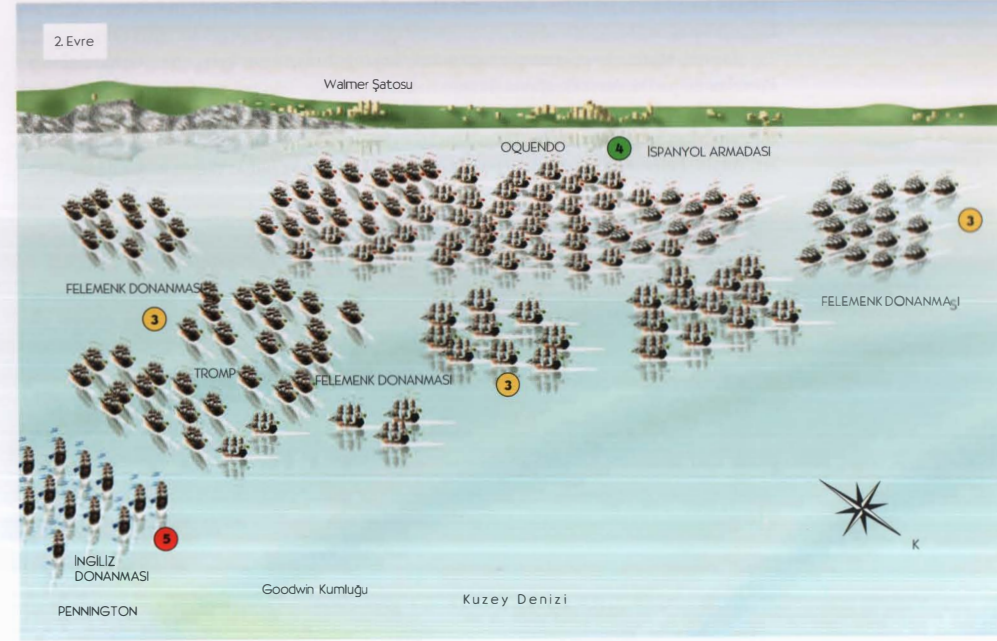 2. Evre
Walmer Şatosu
OQUENDO
4
İSPANYOL ARMADASI
3
FELEMENK DONANMASI
FELEMENK DONANMAŞI
3
TROMP
FELEMENK DONANMASI
3
5
K
İNGİLİZ
DONANMASI
Goodwin Kumluğu
Kuzey Denizi
PENNINGTON